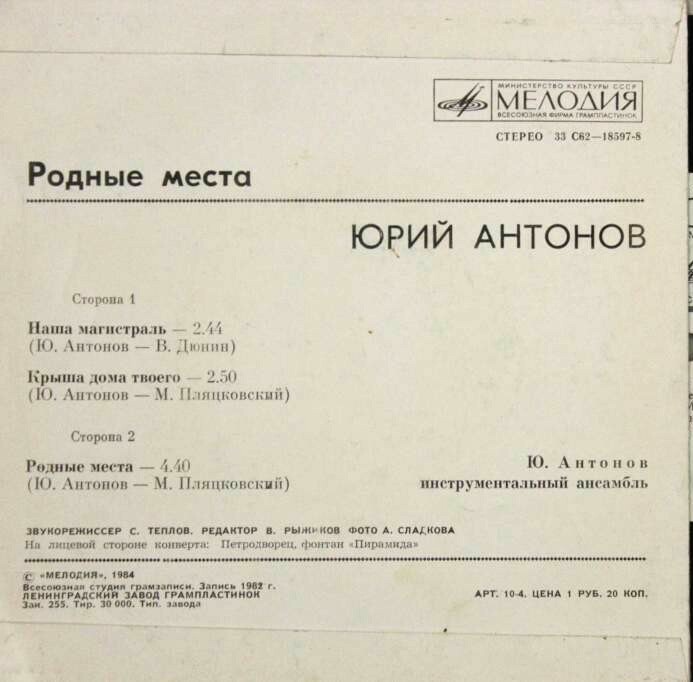 МИНИСТЕРСТВО КУЛЬТУРЫ СССР
МЕЛОДИЯ
ВСЕСОЮЗНАЯ ФИРМА ГРАМПЛАСТИНОК
СТЕРЕО 33 С62—18597-8
Родные места
ЮРИЙ АНТОНОВ
Сторона 1
Наша магистраль — 2.44
(Ю. Антонов — В. Дюнин)
Крыша дома твоего — 2.50
(Ю. Антонов — М. Пляцковский)
Сторона 2
Родные места — 4.40
(Ю. Антонов — М. Пляцковский)
Ю. Антонов
инструментальный ансамбль
ЗВУКОРЕЖИССЕР С. ТЕПЛОВ. РЕДАКТОР В. РЫЖИКОВ ФОТО А. СЛАДКОВА
На лицевой стороне конверта: Петродворец, фонтан «Пирамида»
© «МЕЛОДИЯ», 1984
Всесоюзная студия грамзаписи. Запись 1982 г.
ЛЕНИНГРАДСКИЙ ЗАВОД ГРАМПЛАСТИНОК
Зак. 255. Тир. 30 000. Тип. завода
АРТ. 10-4. ЦЕНА 1 РУБ. 20 КОП.